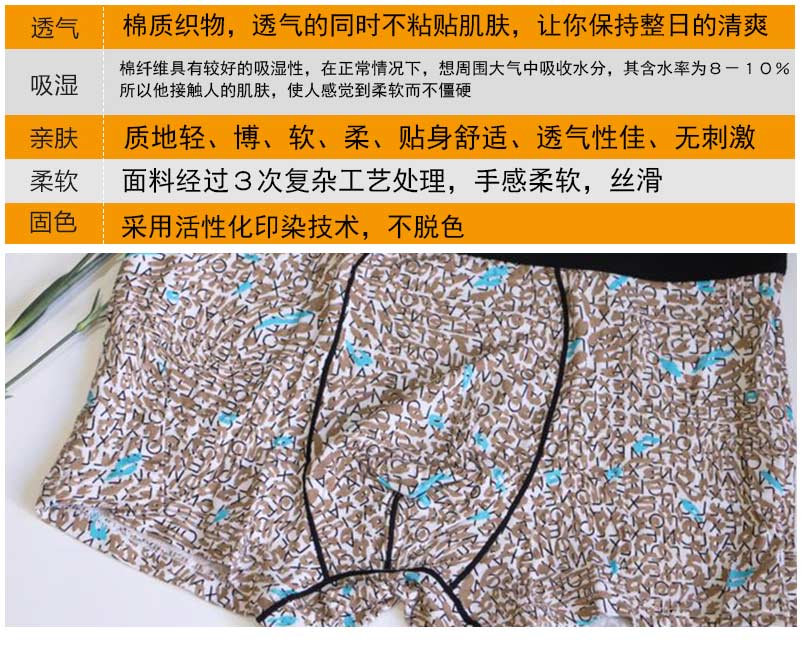 透气 棉质织物，透气的同时不粘贴肌肤，让你保持整日的清爽
吸湿 棉纤维具有较好的吸湿性，在正常情况下，想周围大气中吸收水分，其含水率为８－１０％
所以他接触人的肌肤，使人感觉到柔软而不僵硬
亲肤 质地轻、博、软、柔、贴身舒适、透气性佳、无刺激
柔软 面料经过３次复杂工艺处理，手感柔软，丝滑
固色 采用活性化印染技术，不脱色